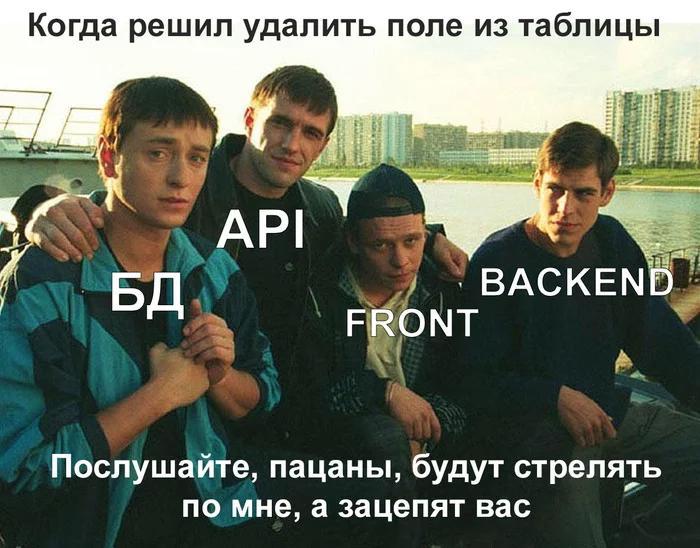 Когда решил удалить поле из таблицы
API
БД
BACKEND
FRONT
Послушайте, пацаны, будут стрелять
по мне, а зацепят вас